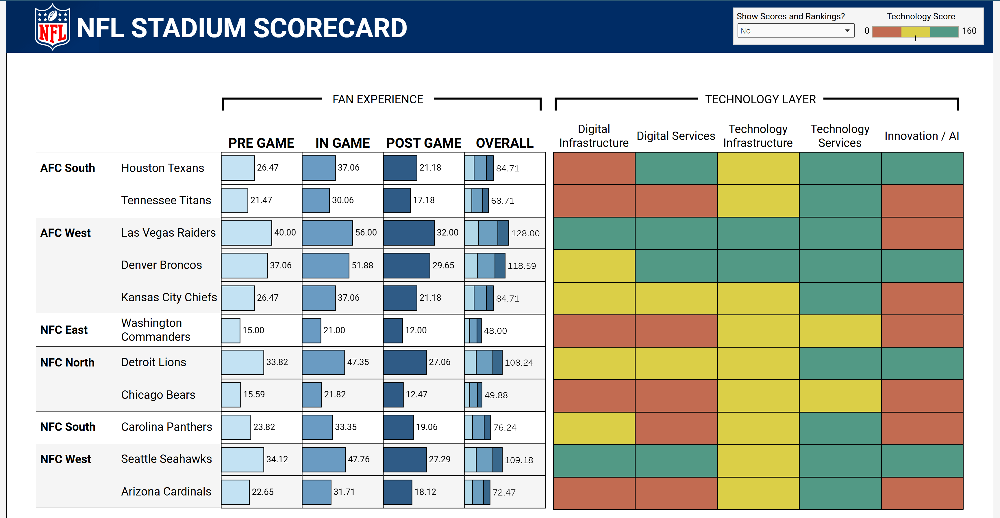 NFL
NFL STADIUM SCORECARD
Show Scores and Rankings?
No
Technology Score
0
160
FAN EXPERIENCE
TECHNOLOGY LAYER
PRE GAME
IN GAME
POST GAME
OVERALL
Digital
Infrastructure
Digital Services
Technology
Infrastructure
Technology
Services
Innovation / AI
AFC South
Houston Texans
26.47
37.06
21.18
84.71
Tennessee Titans
21.47
30.06
17.18
68.71
AFC West
Las Vegas Raiders
40.00
56.00
32.00
128.00
Denver Broncos
37.06
51.88
29.65
118.59
Kansas City Chiefs
26.47
37.06
21.18
84.71
NFC East
Washington
Commanders
15.00
21.00
12.00
48.00
NFC North
Detroit Lions
33.82
47.35
27.06
108.24
Chicago Bears
15.59
21.82
12.47
49.88
NFC South
Carolina Panthers
23.82
33.35
19.06
76.24
NFC West
Seattle Seahawks
34.12
47.76
27.29
109.18
Arizona Cardinals
22.65
31.71
18.12
72.47